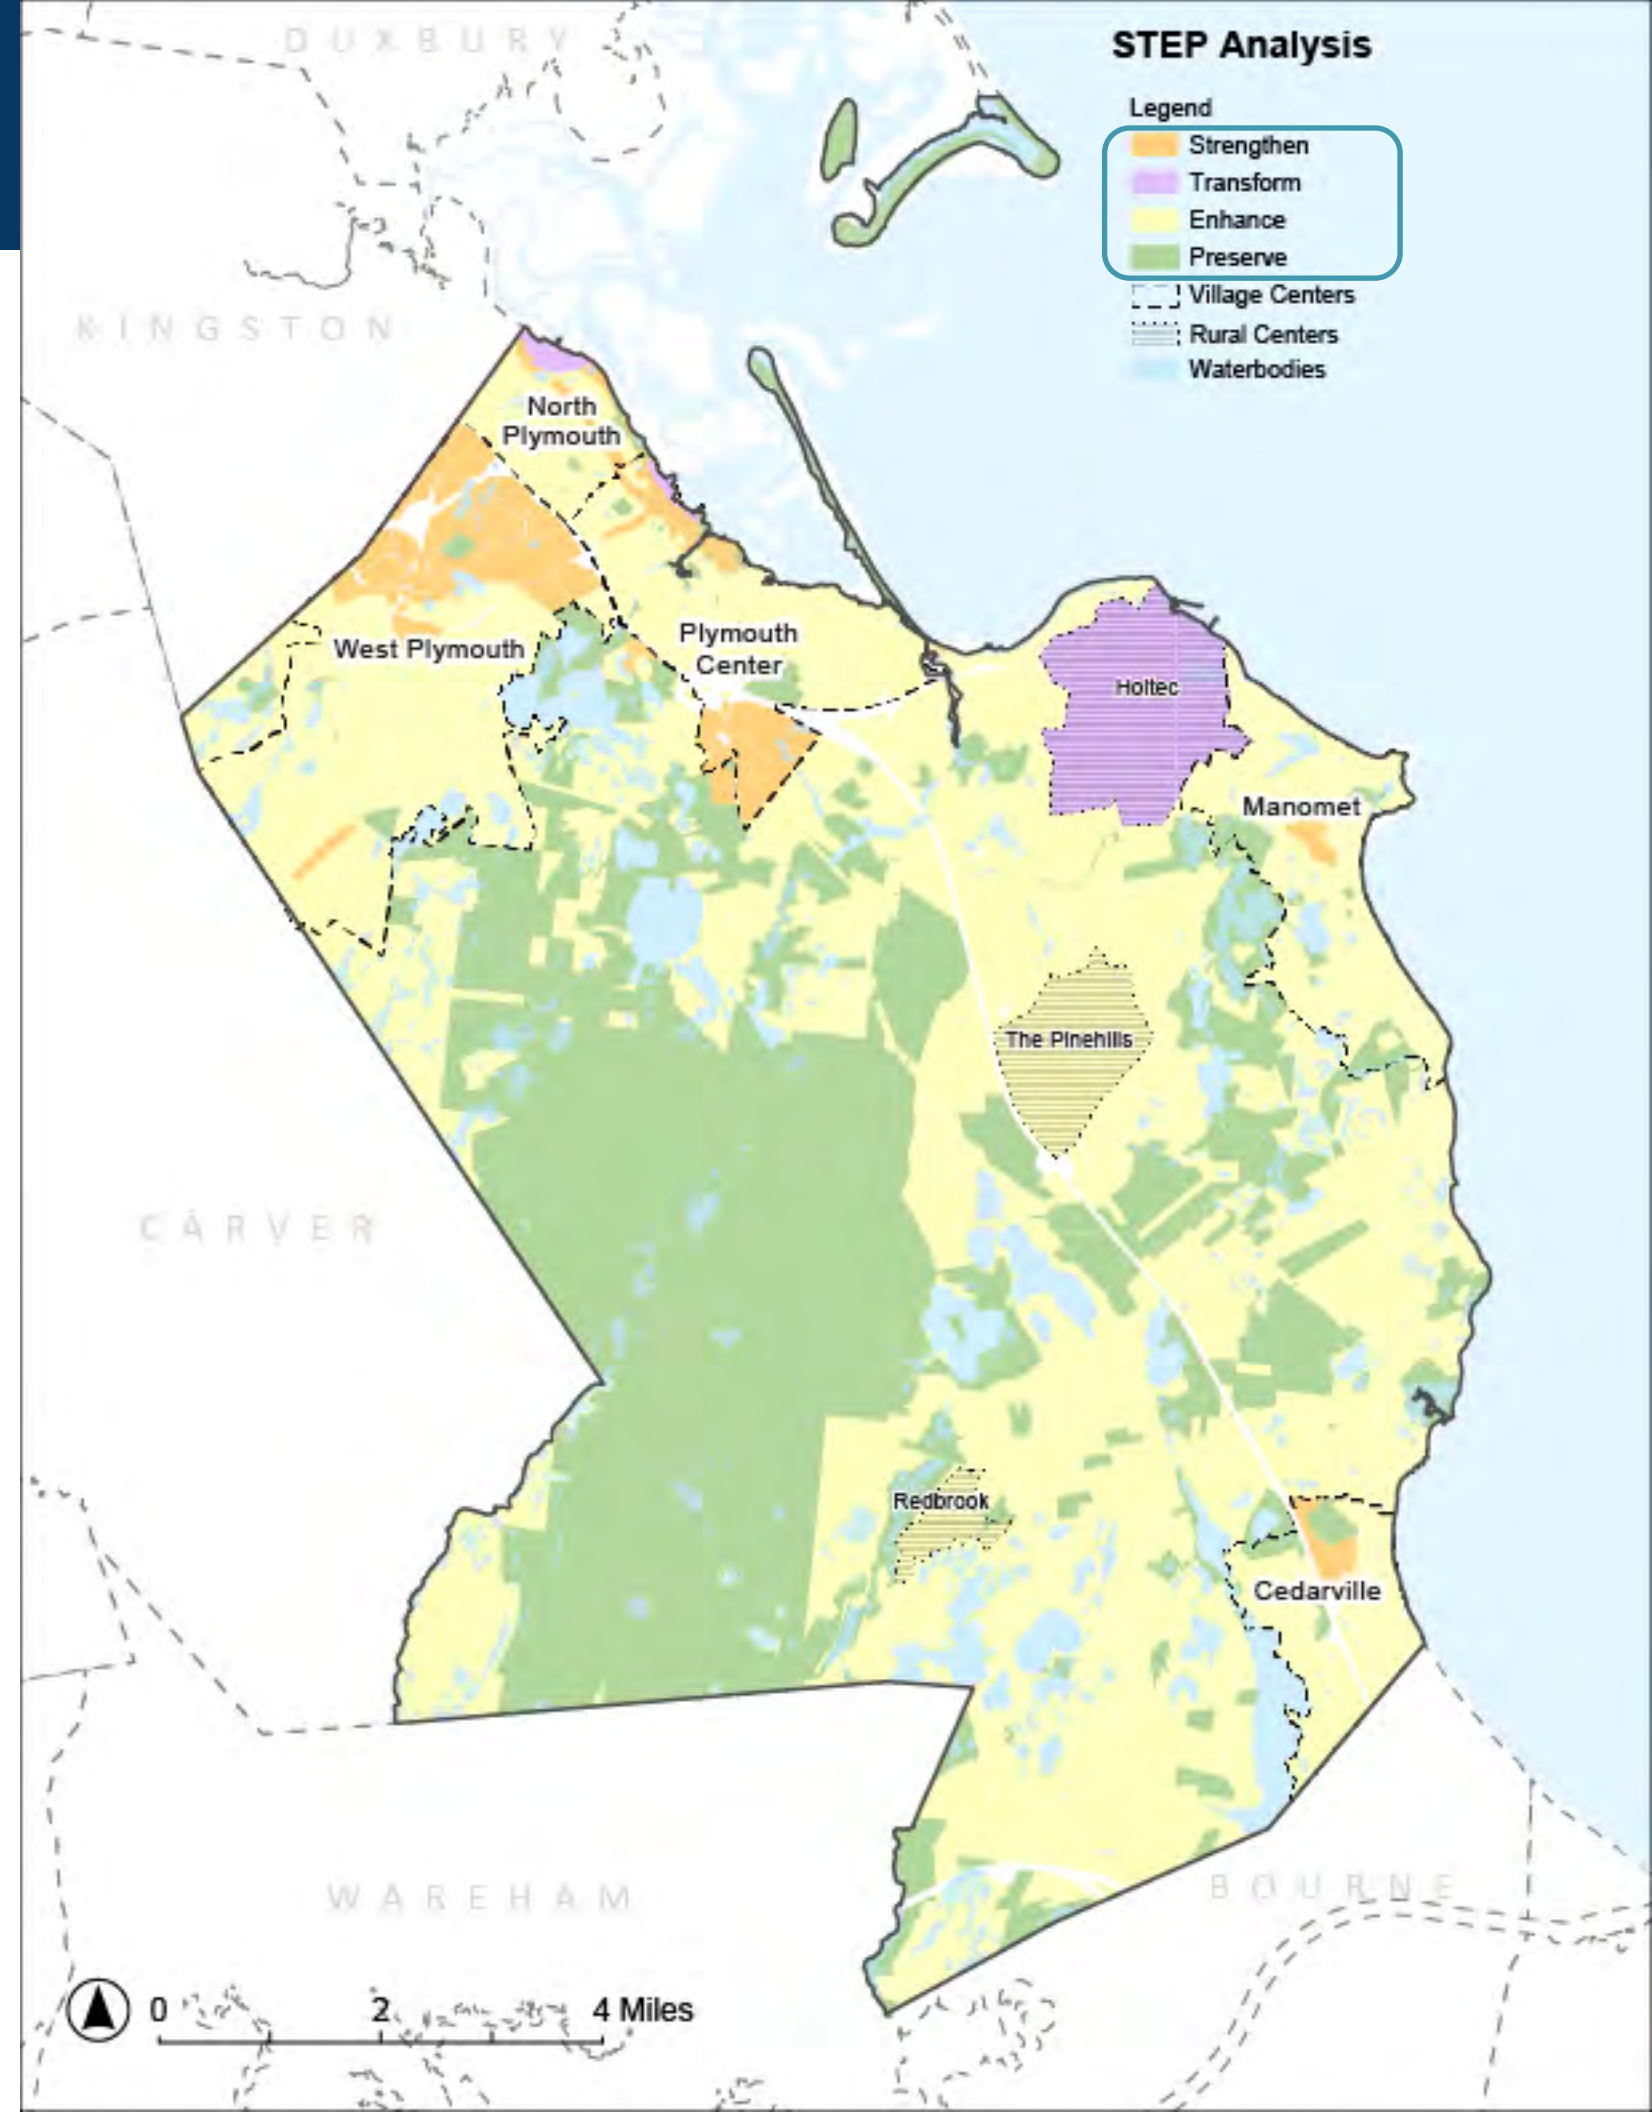 DUXBURY
STEP Analysis
Legend
Strengthen
Transform
Enhance
Preserve
Village Centers
Rural Centers
Waterbodies
KINGSTON
North
Plymouth
West Plymouth
Plymouth
Center
Holtec
Manomet
The Pinehills
CARVER
Redbrook
Cedarville
WAREHAM
BOURNE
0 2 4 Miles